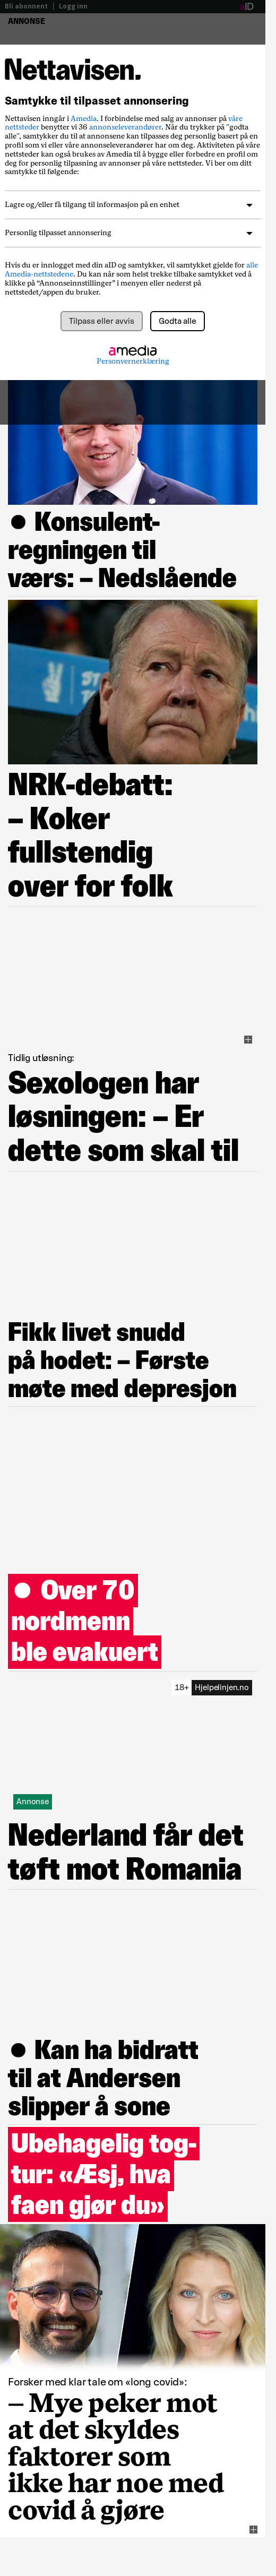 Bli abonnent | Logg inn
aID
ANNONSE
Nettavisen.
Samtykke til tilpasset annonsering
Nettavisen inngår i Amedia. I forbindelse med salg av annonser på våre
nettsteder benytter vi 36 annonseleverandører. Når du trykker på "godta
alle", samtykker du til at annonsene kan tilpasses deg personlig basert på en
profil som vi eller våre annonseleverandører har om deg. Aktivitetene på våre
nettsteder kan også brukes av Amedia til å bygge eller forbedre en profil om
deg for personlig tilpasning av annonser på våre nettsteder. Vi ber om ditt
samtykke til følgende:
Lagre og/eller få tilgang til informasjon på en enhet
Personlig tilpasset annonsering
Hvis du er innlogget med din aID og samtykker, vil samtykket gjelde for alle
Amedia-nettstedene. Du kan når som helst trekke tilbake samtykket ved å
klikke på “Annonseinnstillinger” i menyen eller nederst på
nettstedet/appen du bruker.
Tilpass eller avvis
Godta alle
amedia
Personvernerklæring
Konsulent-
regningen til
værs: – Nedslående
NRK-debatt:
– Koker
fullstendig
over for folk
Tidlig utløsning:
Sexologen har
løsningen: – Er
dette som skal til
Fikk livet snudd
på hodet: – Første
møte med depresjon
Over 70
nordmenn
ble evakuert
18+ Hjelpelinjen.no
Annonse
Nederland får det
tøft mot Romania
Kan ha bidratt
til at Andersen
slipper å sone
Ubehagelig tog-
tur: «Æsj, hva
faen gjør du»
Forsker med klar tale om «long covid»:
– Mye peker mot
at det skyldes
faktorer som
ikke har noe med
covid å gjøre